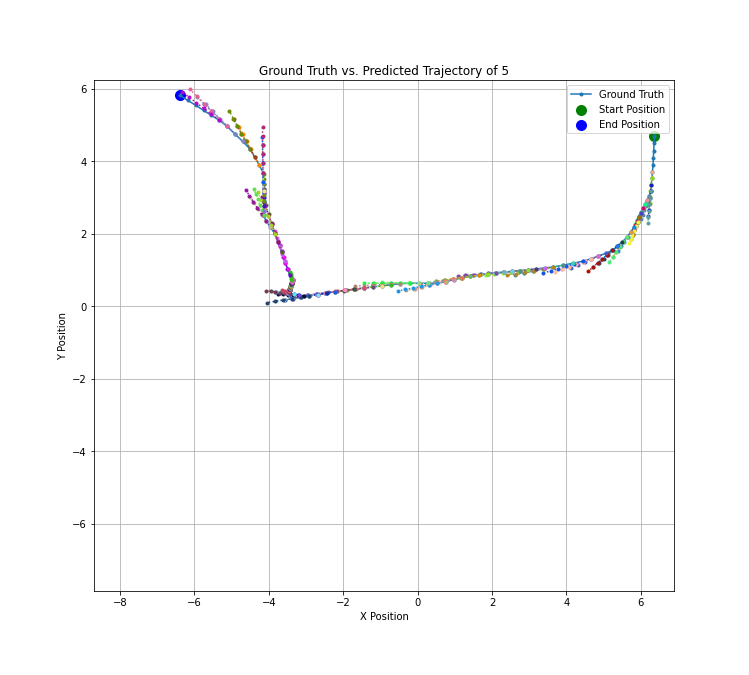 Ground Truth vs. Predicted Trajectory of 5
Ground Truth
Start Position
End Position
6
4
2
0
−2
−4
−6
Y Position
−8 −6 −4 −2 0 2 4 6
X Position